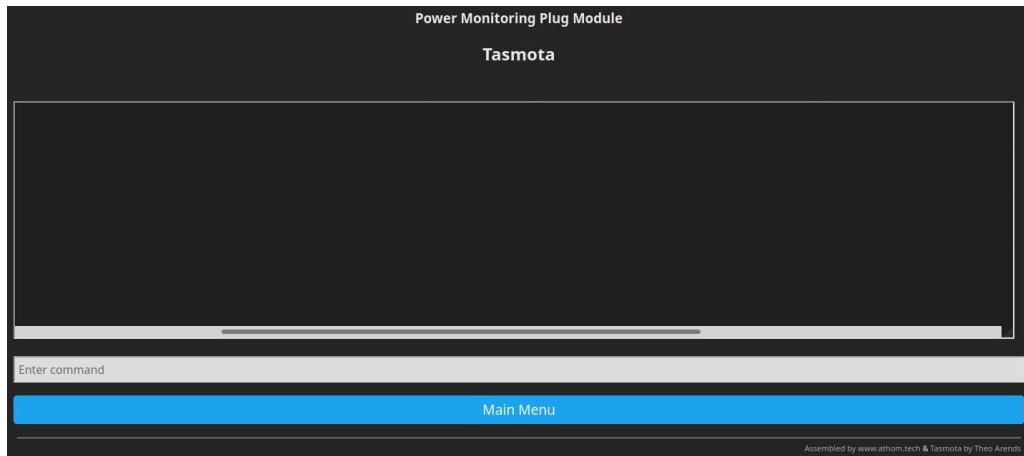 Power Monitoring Plug Module
Tasmota
Enter command
Main Menu
Assembled by www.athom.tech & Tasmota by Theo Arends